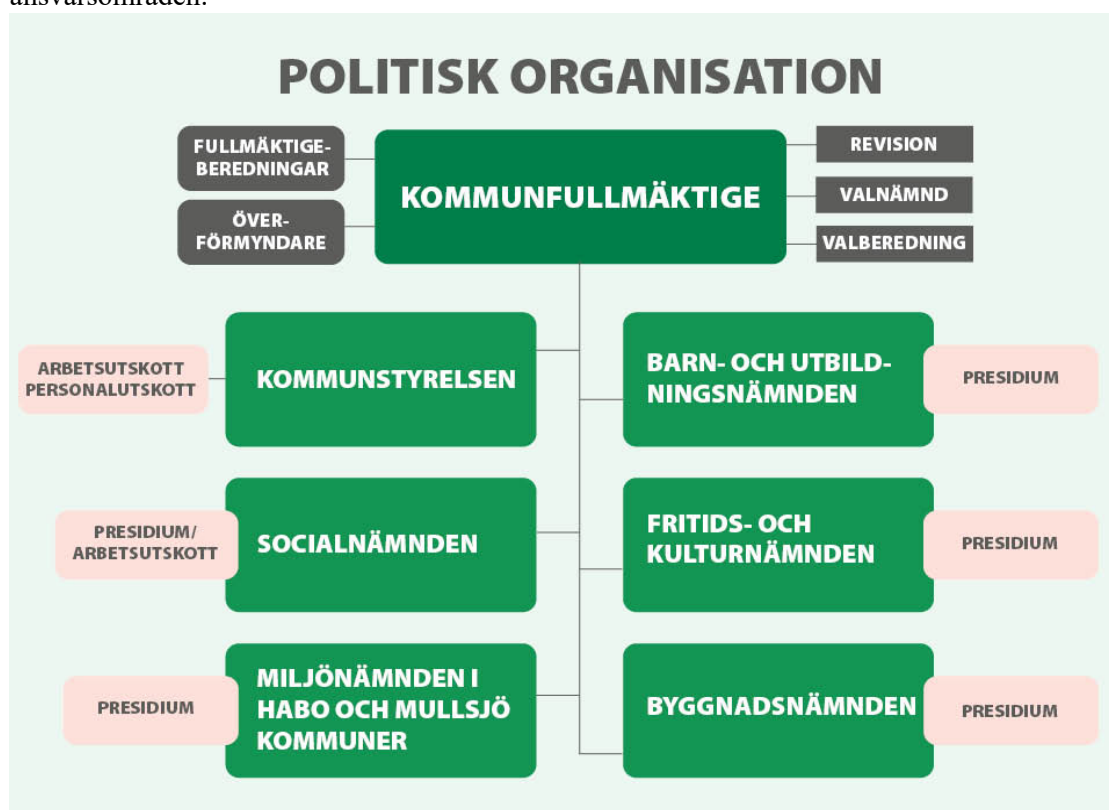 ansvarsområden.
POLITISK ORGANISATION
FULLMÄKTIGE-
BEREDNINGAR
ÖVER-
FÖRMYNDARE
KOMMUNFULLMÄKTIGE
REVISION
VALNÄMND
VALBEREDNING
ARBETSUTSKOTT
PERSONALUTSKOTT
KOMMUNSTYRELSEN
BARN- OCH UTBILD-
NINGSNÄMNDEN
PRESIDIUM
PRESIDIUM/
ARBETSUTSKOTT
SOCIALNÄMNDEN
FRITIDS- OCH
KULTURNÄMNDEN
PRESIDIUM
PRESIDIUM
MILJÖNÄMNDEN I
HABO OCH MULLSJÖ
KOMMUNER
BYGGNADSNÄMNDEN
PRESIDIUM